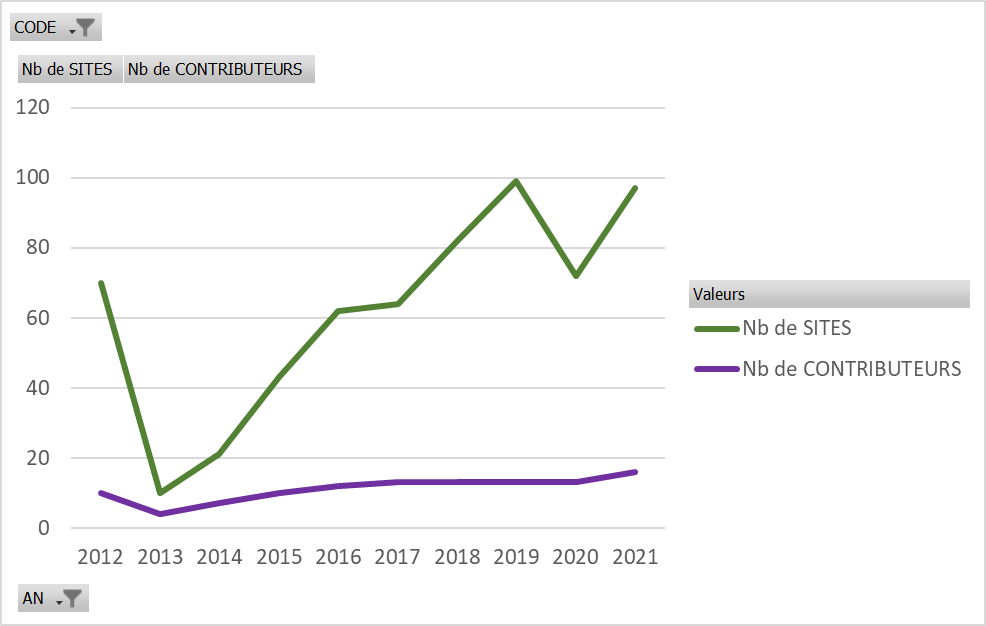 CODE
Nb de SITES Nb de CONTRIBUTEURS
120
100
80
60
40
20
0
2012 2013 2014 2015 2016 2017 2018 2019 2020 2021
Valeurs
Nb de SITES
Nb de CONTRIBUTEURS
AN